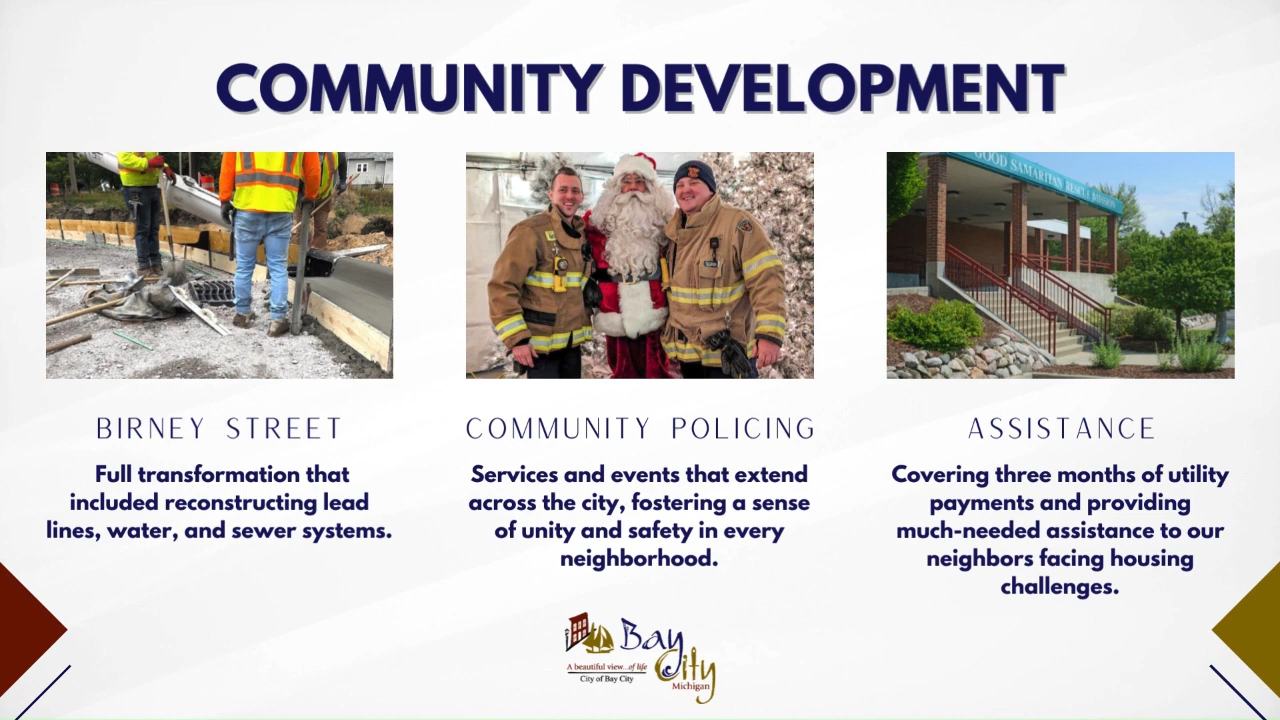 COMMUNITY DEVELOPMENT
GOOD SAMARITAN RESCUE MISSION
BIRNEY STREET
Full transformation that
included reconstructing lead
lines, water, and sewer systems.
COMMUNITY POLICING
Services and events that extend
across the city, fostering a sense
of unity and safety in every
neighborhood.
ASSISTANCE
Covering three months of utility
payments and providing
much-needed assistance to our
neighbors facing housing
challenges.
Bay
City
A beautiful view...of life
City of Bay City
Michigan